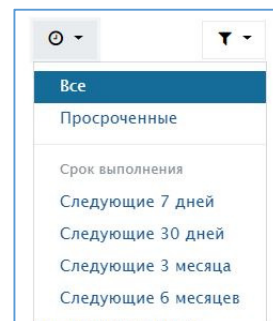 Все
Просроченные
Срок выполнения
Следующие 7 дней
Следующие 30 дней
Следующие 3 месяца
Следующие 6 месяцев